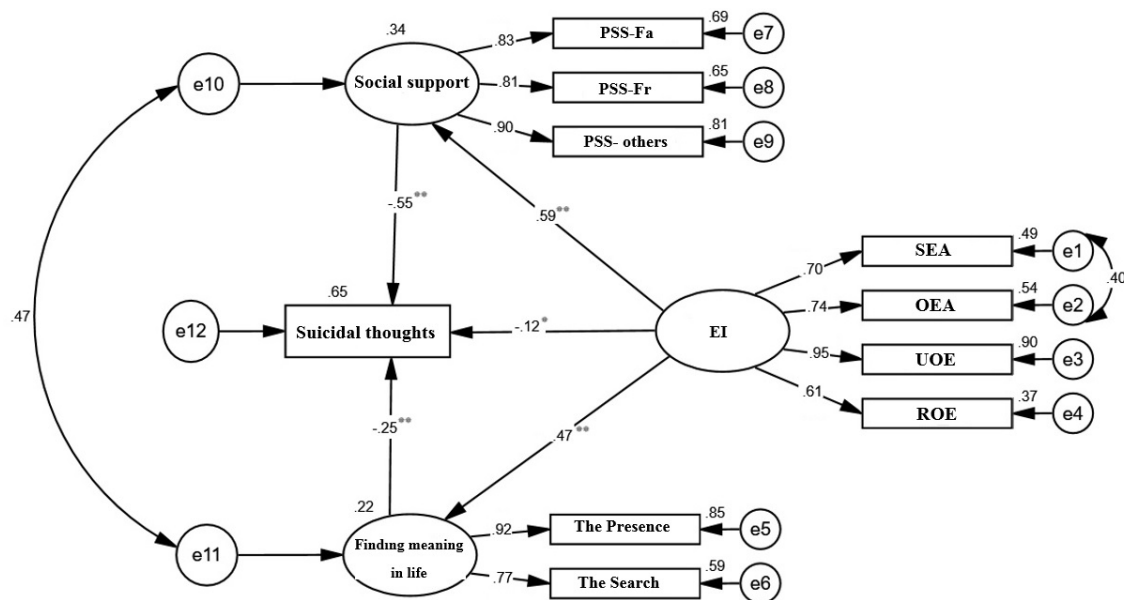 .34
.83
PSS-Fa
.69
e7
e10
Social support
.81
PSS-Fr
.65
e8
.90
PSS- others
.81
e9
-.55**
.59**
SEA
.49
e1
.70
.40
.47
.65
e12
Suicidal thoughts
-.12*
EI
.74
OEA
.54
e2
.95
UOE
.90
e3
.61
ROE
.37
e4
-.25**
.47**
.22
e11
Finding meaning
in life
.92
The Presence
.85
e5
.77
The Search
.59
e6